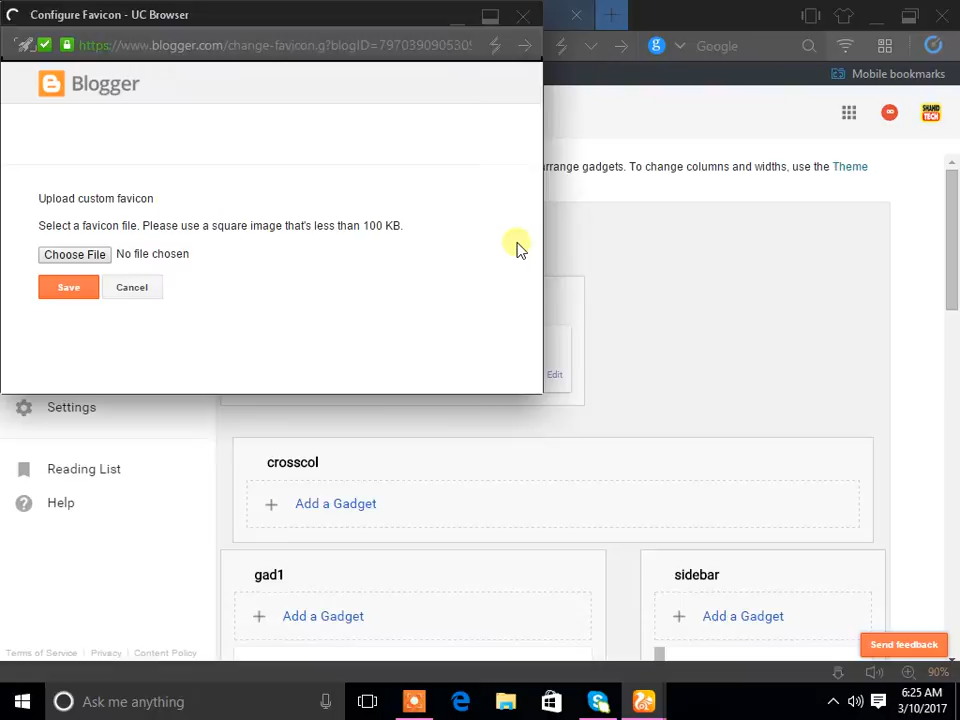 Configure Favicon - UC Browser
https://www.blogger.com/change-favicon.g?blogID=7970390905305
Google
Mobile bookmarks
Blogger
SHAHID TECH
arrange gadgets. To change columns and widths, use the Theme
Upload custom favicon
Select a favicon file. Please use a square image that's less than 100 KB.
Choose File No file chosen
Save Cancel
Edit
Settings
crosscol
Reading List
Add a Gadget
Help
gad1
sidebar
Add a Gadget
Add a Gadget
Send feedback
Terms of Service | Privacy | Content Policy
90%
Ask me anything
6:25 AM
3/10/2017